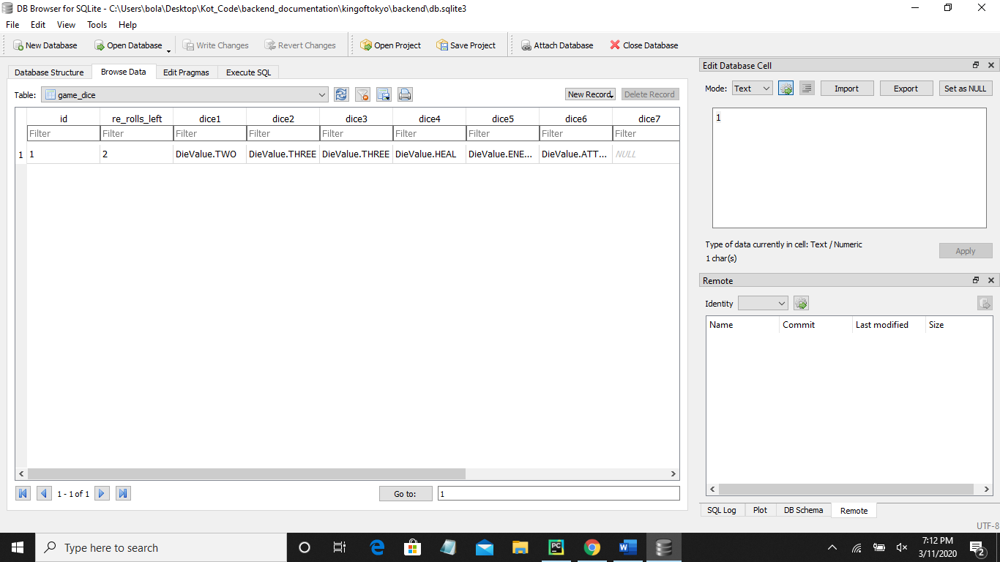 DB Browser for SQLite - C:\Users\bola\Desktop\Kot_Code\backend_documentation\kingoftokyo\backend\db.sqlite3
File Edit View Tools Help
New Database Open Database Write Changes Revert Changes Open Project Save Project Attach Database Close Database
Database Structure Browse Data Edit Pragmas Execute SQL
Table: game_dice New Record Delete Record
id re_rolls_left dice1 dice2 dice3 dice4 dice5 dice6 dice7
Filter Filter Filter Filter Filter Filter Filter Filter Filter
1 1 2 DieValue.TWO DieValue.THREE DieValue.THREE DieValue.HEAL DieValue.ENE... DieValue.ATT... NULL
1 - 1 of 1 Go to: 1
Edit Database Cell
Mode: Text Import Export Set as NULL
1
Type of data currently in cell: Text / Numeric
1 char(s)
Apply
Remote
Identity
Name Commit Last modified Size
SQL Log Plot DB Schema Remote
UTF-8
Type here to search
PC
W
7:12 PM
3/11/2020
2